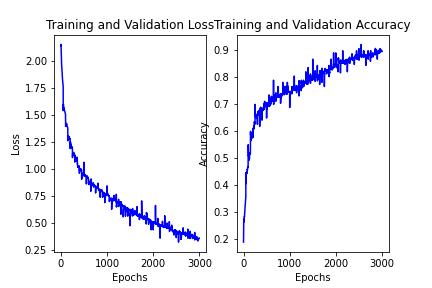 Training and Validation Loss
2.00
1.75
1.50
1.25
1.00
0.75
0.50
0.25
Loss
0 1000 2000 3000
Epochs
Training and Validation Accuracy
0.9
0.8
0.7
0.6
0.5
0.4
0.3
0.2
Accuracy
0 1000 2000 3000
Epochs